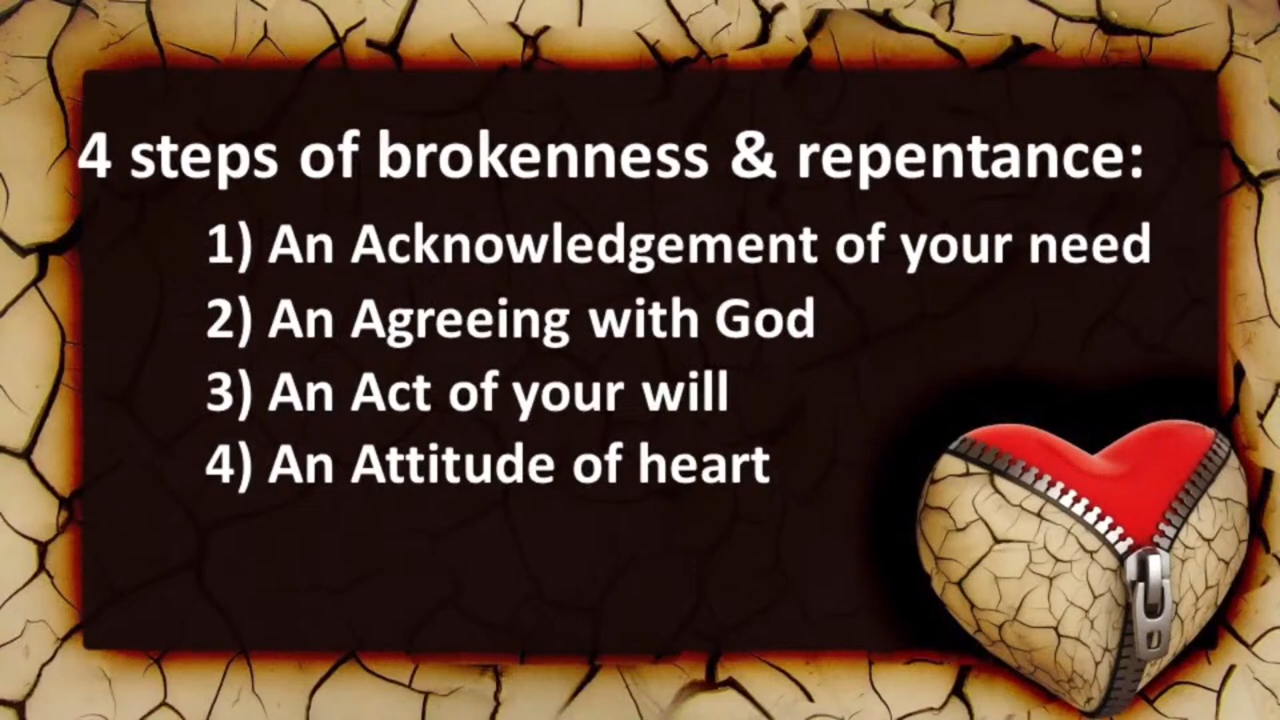 4 steps of brokenness & repentance:
1) An Acknowledgement of your need
2) An Agreeing with God
3) An Act of your will
4) An Attitude of heart